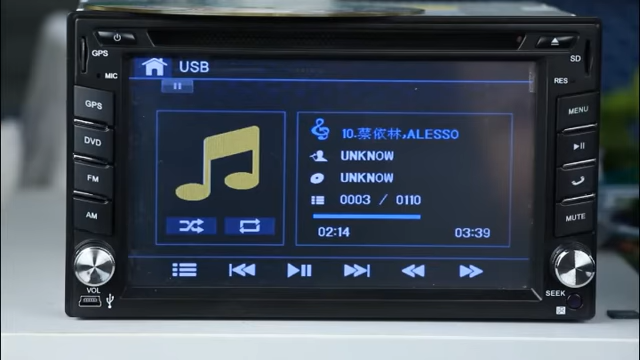 GPS
MIC
GPS
DVD
FM
AM
VOL
USB
10.蔡依林,ALESSO
UNKNOW
UNKNOW
0003 / 0110
02:14
03:39
SD
RES
MENU
MUTE
SEEK